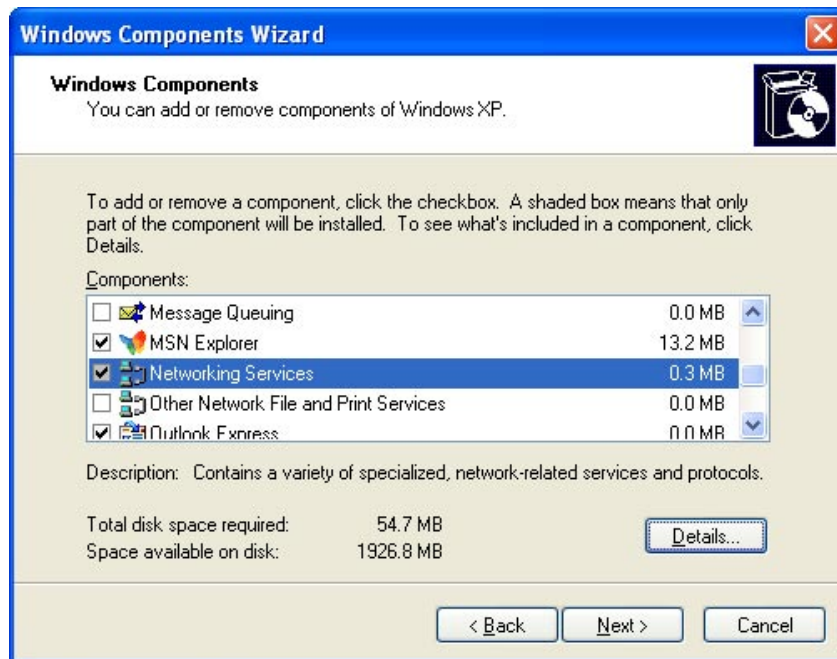 Windows Components Wizard
Windows Components
You can add or remove components of Windows XP.
To add or remove a component, click the checkbox. A shaded box means that only
part of the component will be installed. To see what's included in a component, click
Details.
Components:
Message Queuing 0.0 MB
MSN Explorer 13.2 MB
Networking Services 0.3 MB
Other Network File and Print Services 0.0 MB
Outlook Express 0.0 MB
Description: Contains a variety of specialized, network-related services and protocols.
Total disk space required: 54.7 MB
Space available on disk: 1926.8 MB
Details...
< Back Next > Cancel